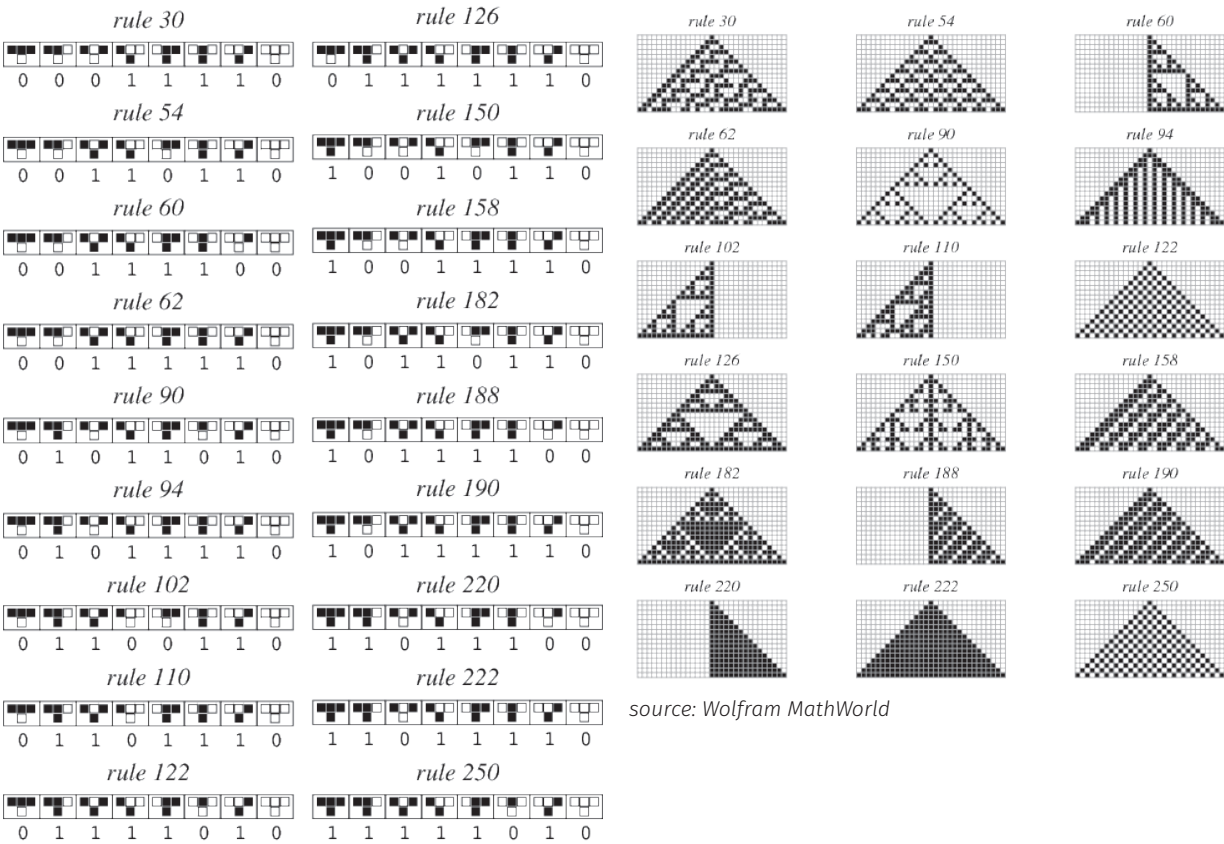 rule 30
0 0 0 1 1 1 1 0
rule 54
0 0 1 1 0 1 1 0
rule 60
0 0 1 1 1 1 0 0
rule 62
0 0 1 1 1 1 1 0
rule 90
0 1 0 1 1 0 1 0
rule 94
0 1 0 1 1 1 1 0
rule 102
0 1 1 0 0 1 1 0
rule 110
0 1 1 0 1 1 1 0
rule 122
0 1 1 1 1 0 1 0
rule 126
0 1 1 1 1 1 1 0
rule 150
1 0 0 1 0 1 1 0
rule 158
1 0 0 1 1 1 1 0
rule 182
1 0 1 1 0 1 1 0
rule 188
1 0 1 1 1 1 0 0
rule 190
1 0 1 1 1 1 1 0
rule 220
1 1 0 1 1 1 0 0
rule 222
1 1 0 1 1 1 1 0
rule 250
1 1 1 1 1 0 1 0
rule 30 rule 54 rule 60
rule 62 rule 90 rule 94
rule 102 rule 110 rule 122
rule 126 rule 150 rule 158
rule 182 rule 188 rule 190
rule 220 rule 222 rule 250
source: Wolfram MathWorld